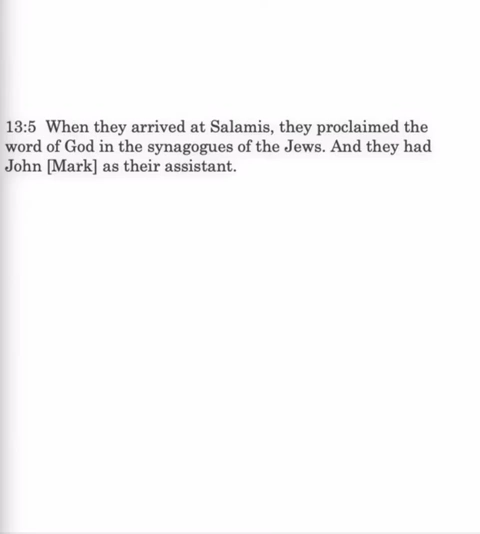 13:5 When they arrived at Salamis, they proclaimed the
word of God in the synagogues of the Jews. And they had
John [Mark] as their assistant.